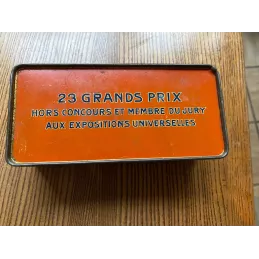 23 GRANDS PRIX
HORS CONCOURS ET MEMBRE DU JURY
AUX EXPOSITIONS UNIVERSELLES